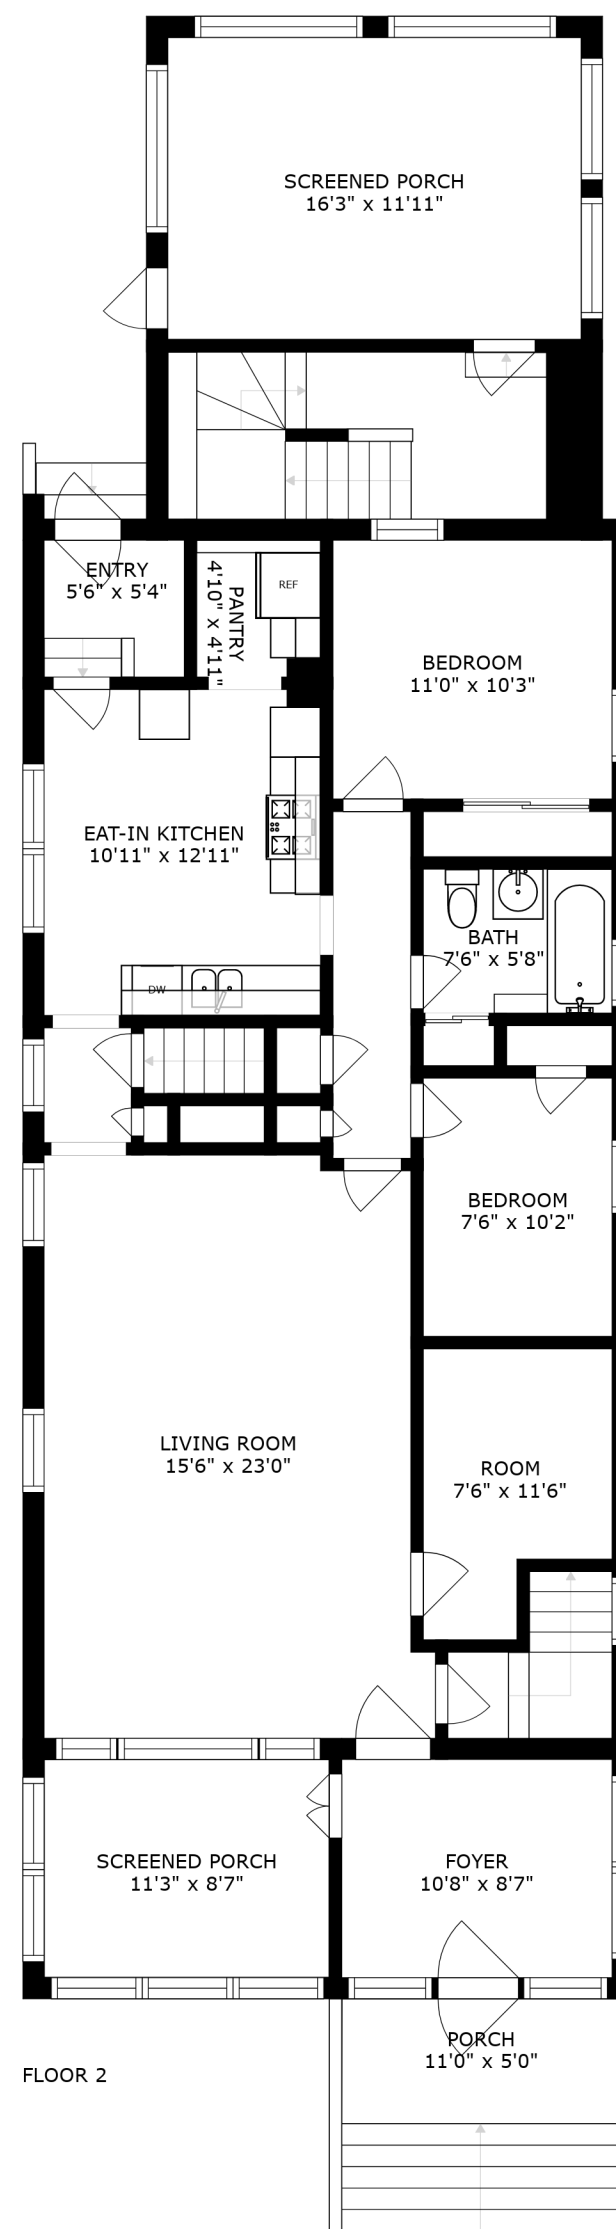 SCREENED PORCH
16'3" x 11'11"
ENTRY
5'6" x 5'4"
PANTRY
4'10" x 4'11"
REF
BEDROOM
11'0" x 10'3"
EAT-IN KITCHEN
10'11" x 12'11"
BATH
7'6" x 5'8"
DW
BEDROOM
7'6" x 10'2"
LIVING ROOM
15'6" x 23'0"
ROOM
7'6" x 11'6"
SCREENED PORCH
11'3" x 8'7"
FOYER
10'8" x 8'7"
PORCH
11'0" x 5'0"
FLOOR 2